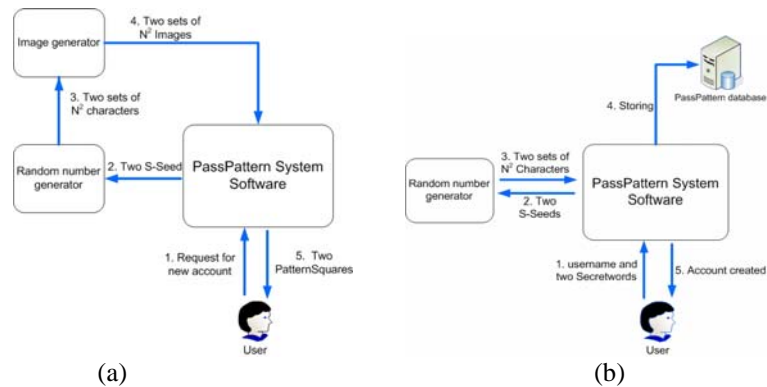 4. Two sets of
N² Images
Image generator
3. Two sets of
N² characters
Random number
generator
2. Two S-Seed
PassPattern System
Software
1. Request for
new account
5. Two
PatternSquares
User
(a)
PassPattern database
4. Storing
3. Two sets of
N² Characters
Random number
generator
2. Two
S-Seeds
PassPattern System
Software
1. username and
two Secretwords
5. Account created
User
(b)